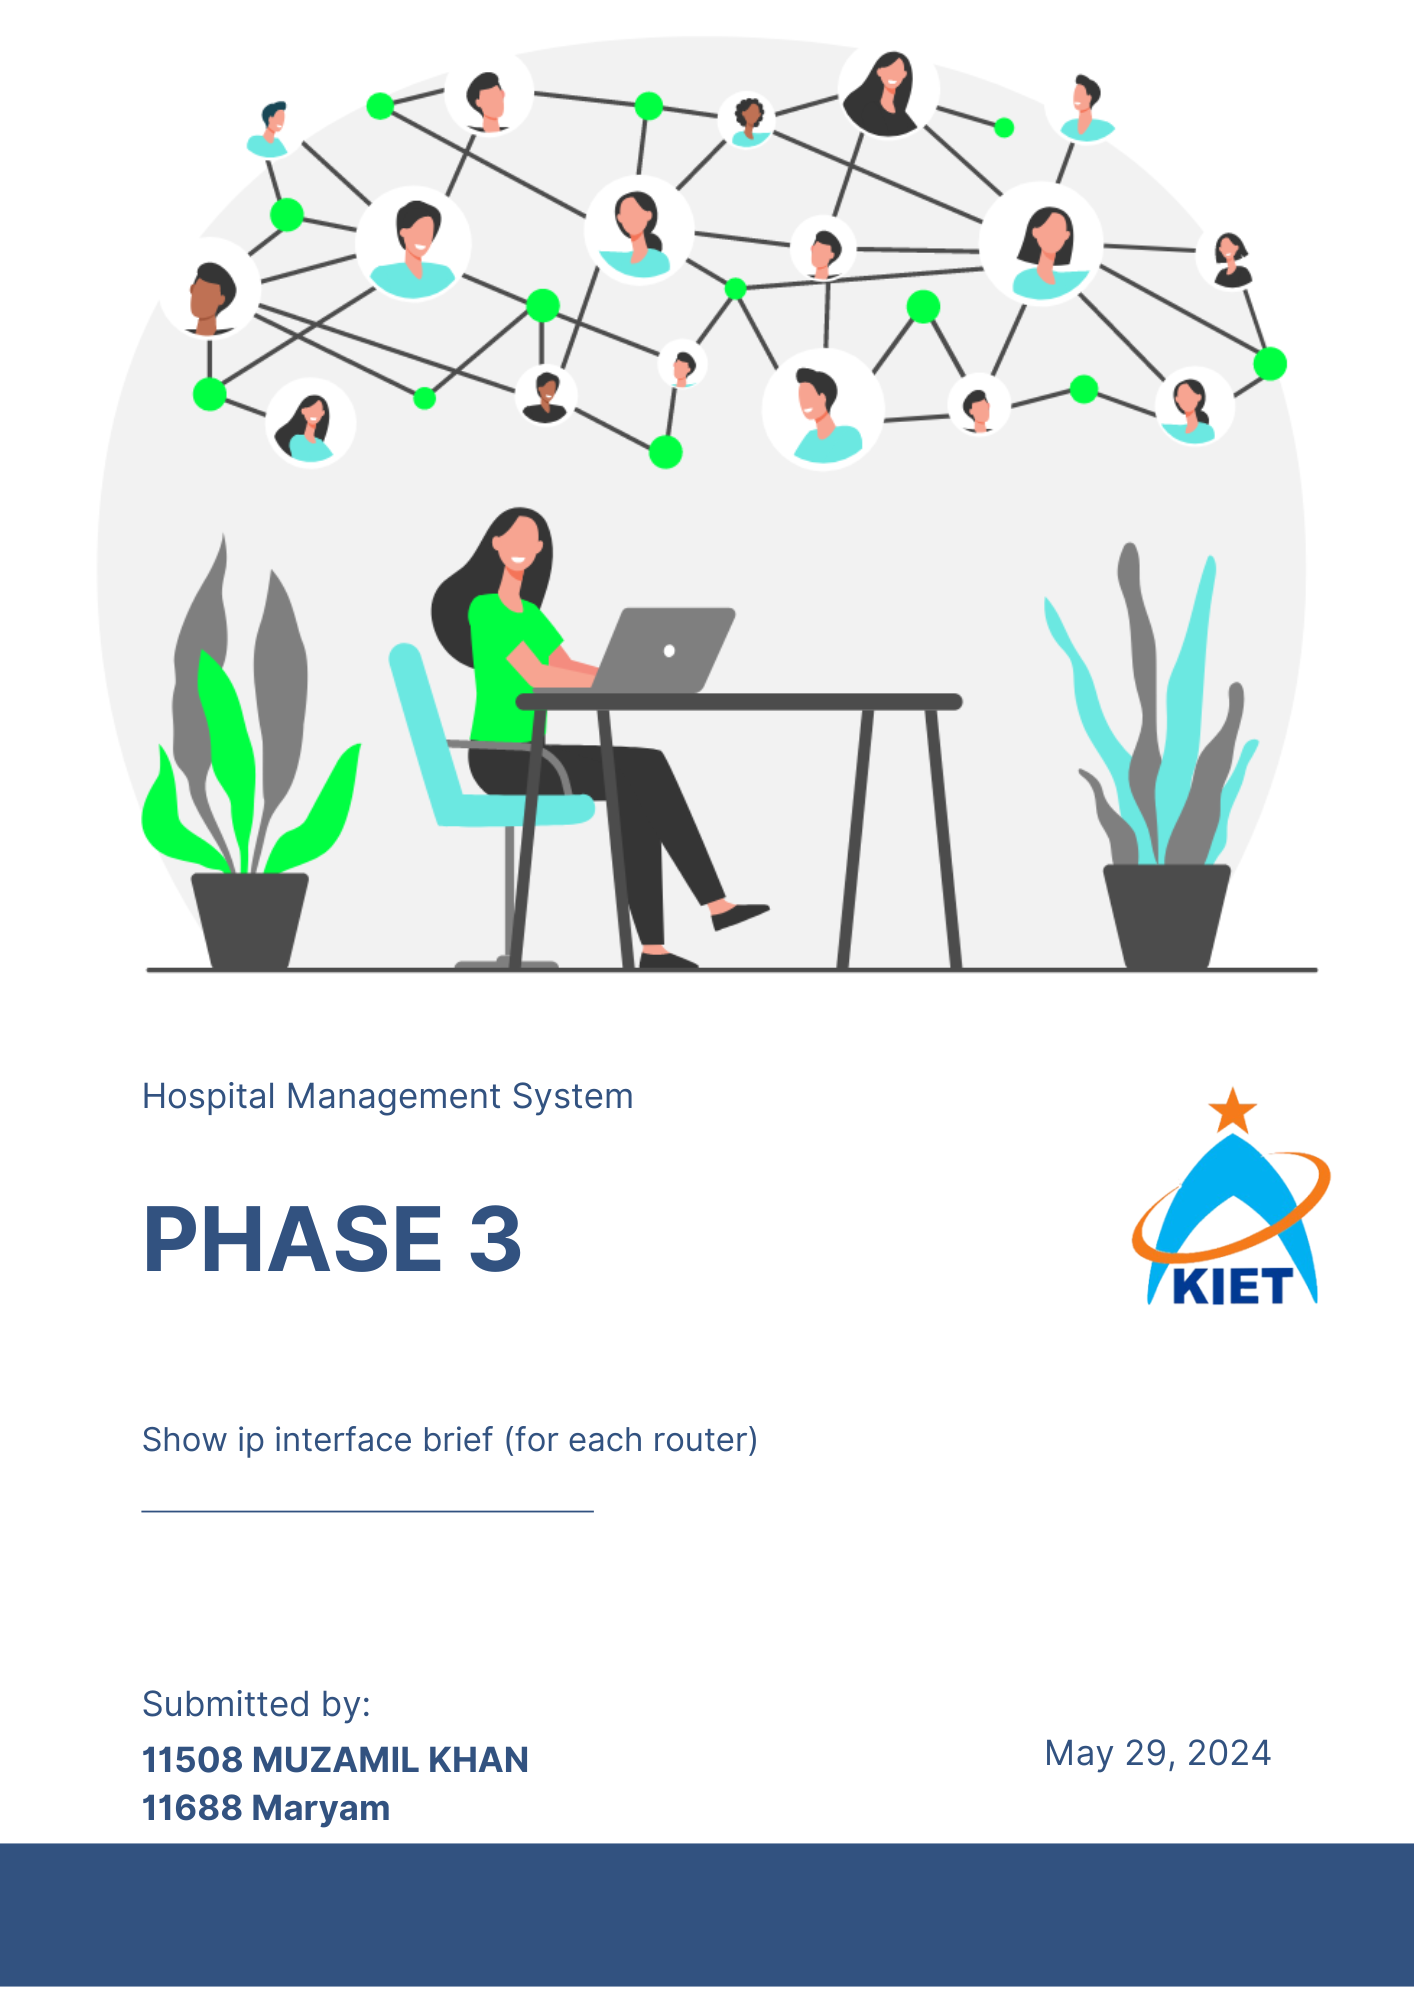 Hospital Management System
PHASE 3
KIET
Show ip interface brief (for each router)
Submitted by:
11508 MUZAMIL KHAN
11688 Maryam
May 29, 2024